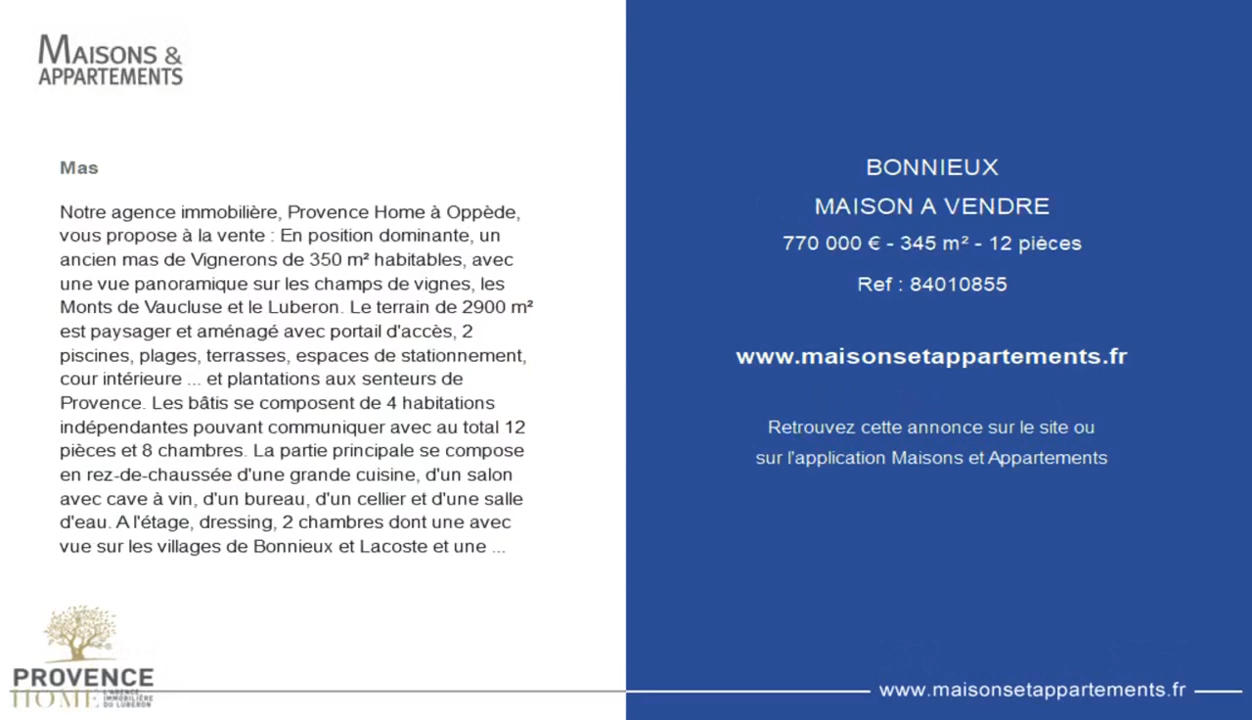 MAISONS &
APPARTEMENTS
Mas
Notre agence immobilière, Provence Home à Oppède,
vous propose à la vente : En position dominante, un
ancien mas de Vignerons de 350 m² habitables, avec
une vue panoramique sur les champs de vignes, les
Monts de Vaucluse et le Luberon. Le terrain de 2900 m²
est paysager et aménagé avec portail d'accès, 2
piscines, plages, terrasses, espaces de stationnement,
cour intérieure ... et plantations aux senteurs de
Provence. Les bâtis se composent de 4 habitations
indépendantes pouvant communiquer avec au total 12
pièces et 8 chambres. La partie principale se compose
en rez-de-chaussée d'une grande cuisine, d'un salon
avec cave à vin, d'un bureau, d'un cellier et d'une salle
d'eau. A l'étage, dressing, 2 chambres dont une avec
vue sur les villages de Bonnieux et Lacoste et une ...
PROVENCE
HOME L'AGENCE
IMMOBILIÈRE
DU LUBERON
BONNIEUX
MAISON A VENDRE
770 000 € - 345 m² - 12 pièces
Ref : 84010855
www.maisonsetappartements.fr
Retrouvez cette annonce sur le site ou
sur l'application Maisons et Appartements
www.maisonsetappartements.fr